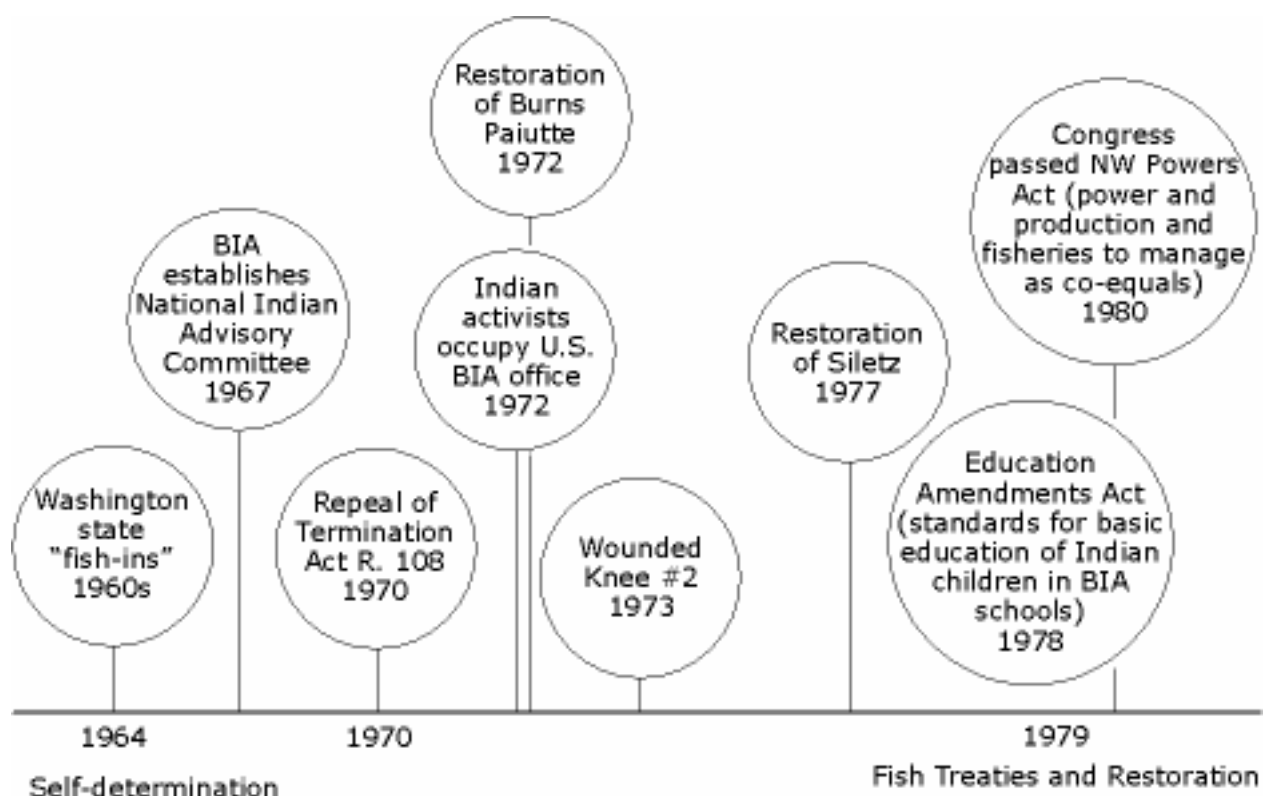 Restoration
of Burns
Paiutte
1972
Congress
passed NW Powers
Act (power and
production and
fisheries to manage
as co-equals)
1980
BIA
establishes
National Indian
Advisory
Committee
1967
Indian
activists
occupy U.S.
BIA office
1972
Restoration
of Siletz
1977
Washington
state
“fish-ins”
1960s
Repeal of
Termination
Act R. 108
1970
Wounded
Knee #2
1973
Education
Amendments Act
(standards for basic
education of Indian
children in BIA
schools)
1978
1964
1970
1979
Self-determination
Fish Treaties and Restoration